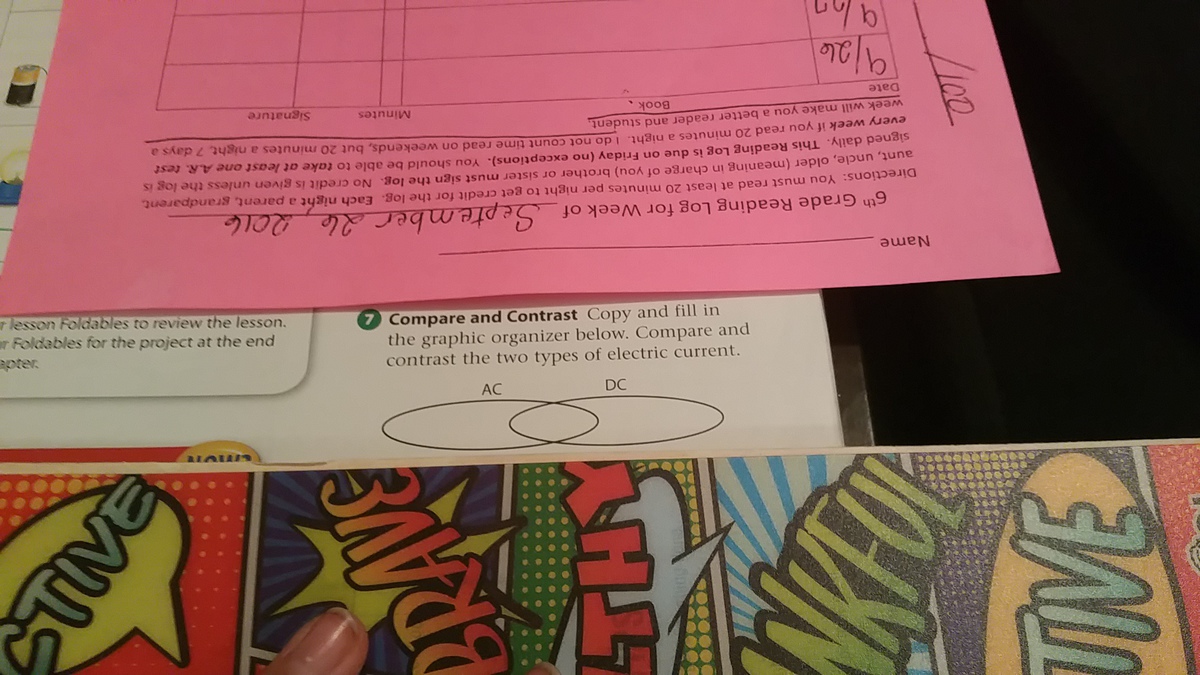 Name
6th Grade Reading Log for Week of September 26, 2016
Directions: You must read at least 20 minutes per night to get credit for the log. Each night a parent, grandparent,
aunt, uncle, older (meaning in charge of you) brother or sister must sign the log. No credit is given unless the log is
signed daily. This Reading Log is due on Friday (no exceptions). You should be able to take at least one A.R. test
every week if you read 20 minutes a night. I do not count time read on weekends, but 20 minutes a night, 7 days a
week will make you a better reader and student.
Date Book Minutes Signature
9/26
9/27
r lesson Foldables to review the lesson.
r Foldables for the project at the end
apter.
7 Compare and Contrast Copy and fill in
the graphic organizer below. Compare and
contrast the two types of electric current.
AC DC
NOW?
CTIVE
BRAVE
LTHY
NKFUL
TIVE